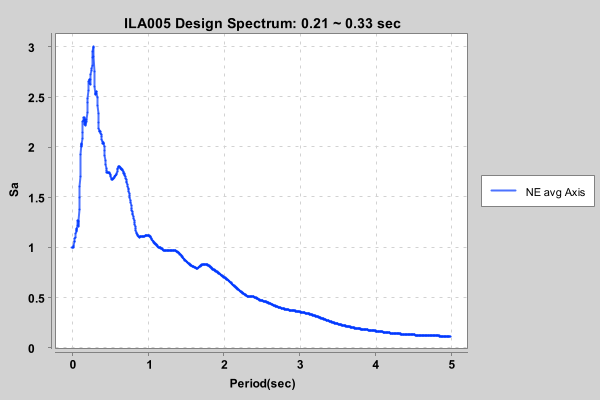 ILA005 Design Spectrum: 0.21 ~ 0.33 sec
3
2.5
2
1.5
1
0.5
0
Sa
NE avg Axis
0 1 2 3 4 5
Period(sec)